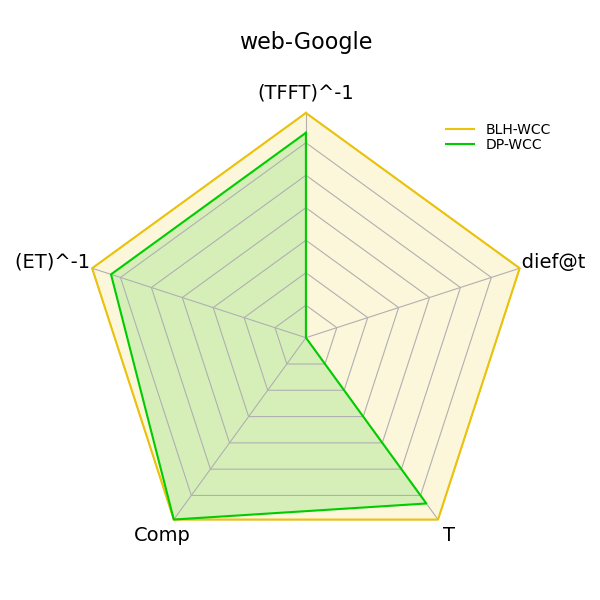 web-Google
(TFFT)^-1
BLH-WCC
DP-WCC
(ET)^-1
dief@t
Comp
T